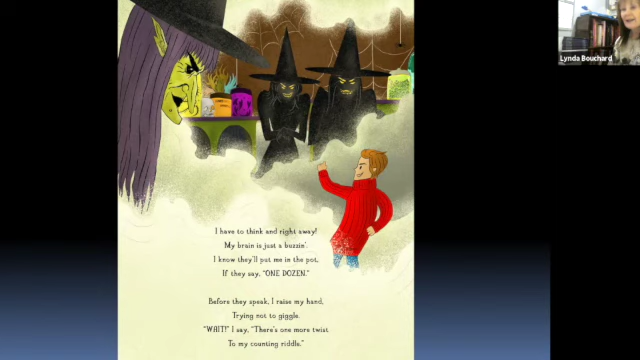 Lynda Bouchard
I have to think and right away!
My brain is just a buzzin'.
I know they'll put me in the pot,
If they say, "ONE DOZEN."
Before they speak, I raise my hand,
Trying not to giggle.
"WAIT!" I say, "There's one more twist
To my counting riddle."